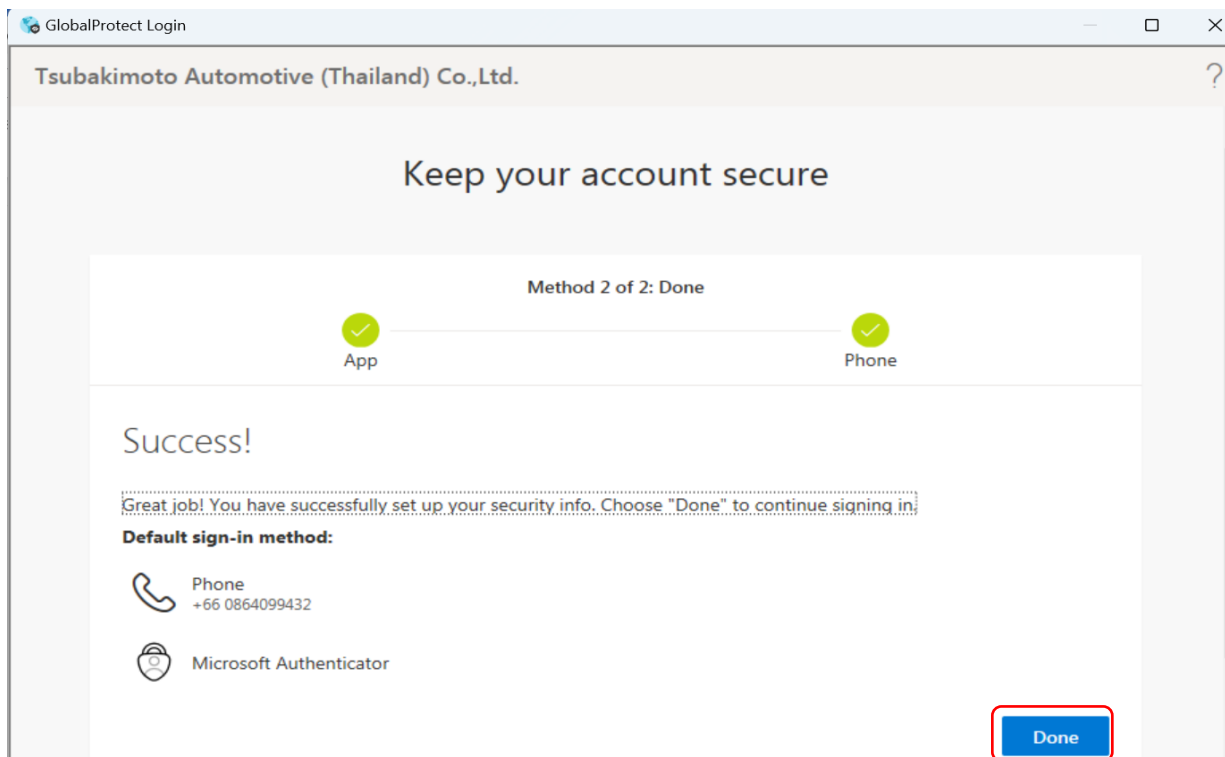 GlobalProtect Login
Tsubakimoto Automotive (Thailand) Co.,Ltd.
?
Keep your account secure
Method 2 of 2: Done
App
Phone
Success!
Great job! You have successfully set up your security info. Choose "Done" to continue signing in.
Default sign-in method:
Phone
+66 0864099432
Microsoft Authenticator
Done